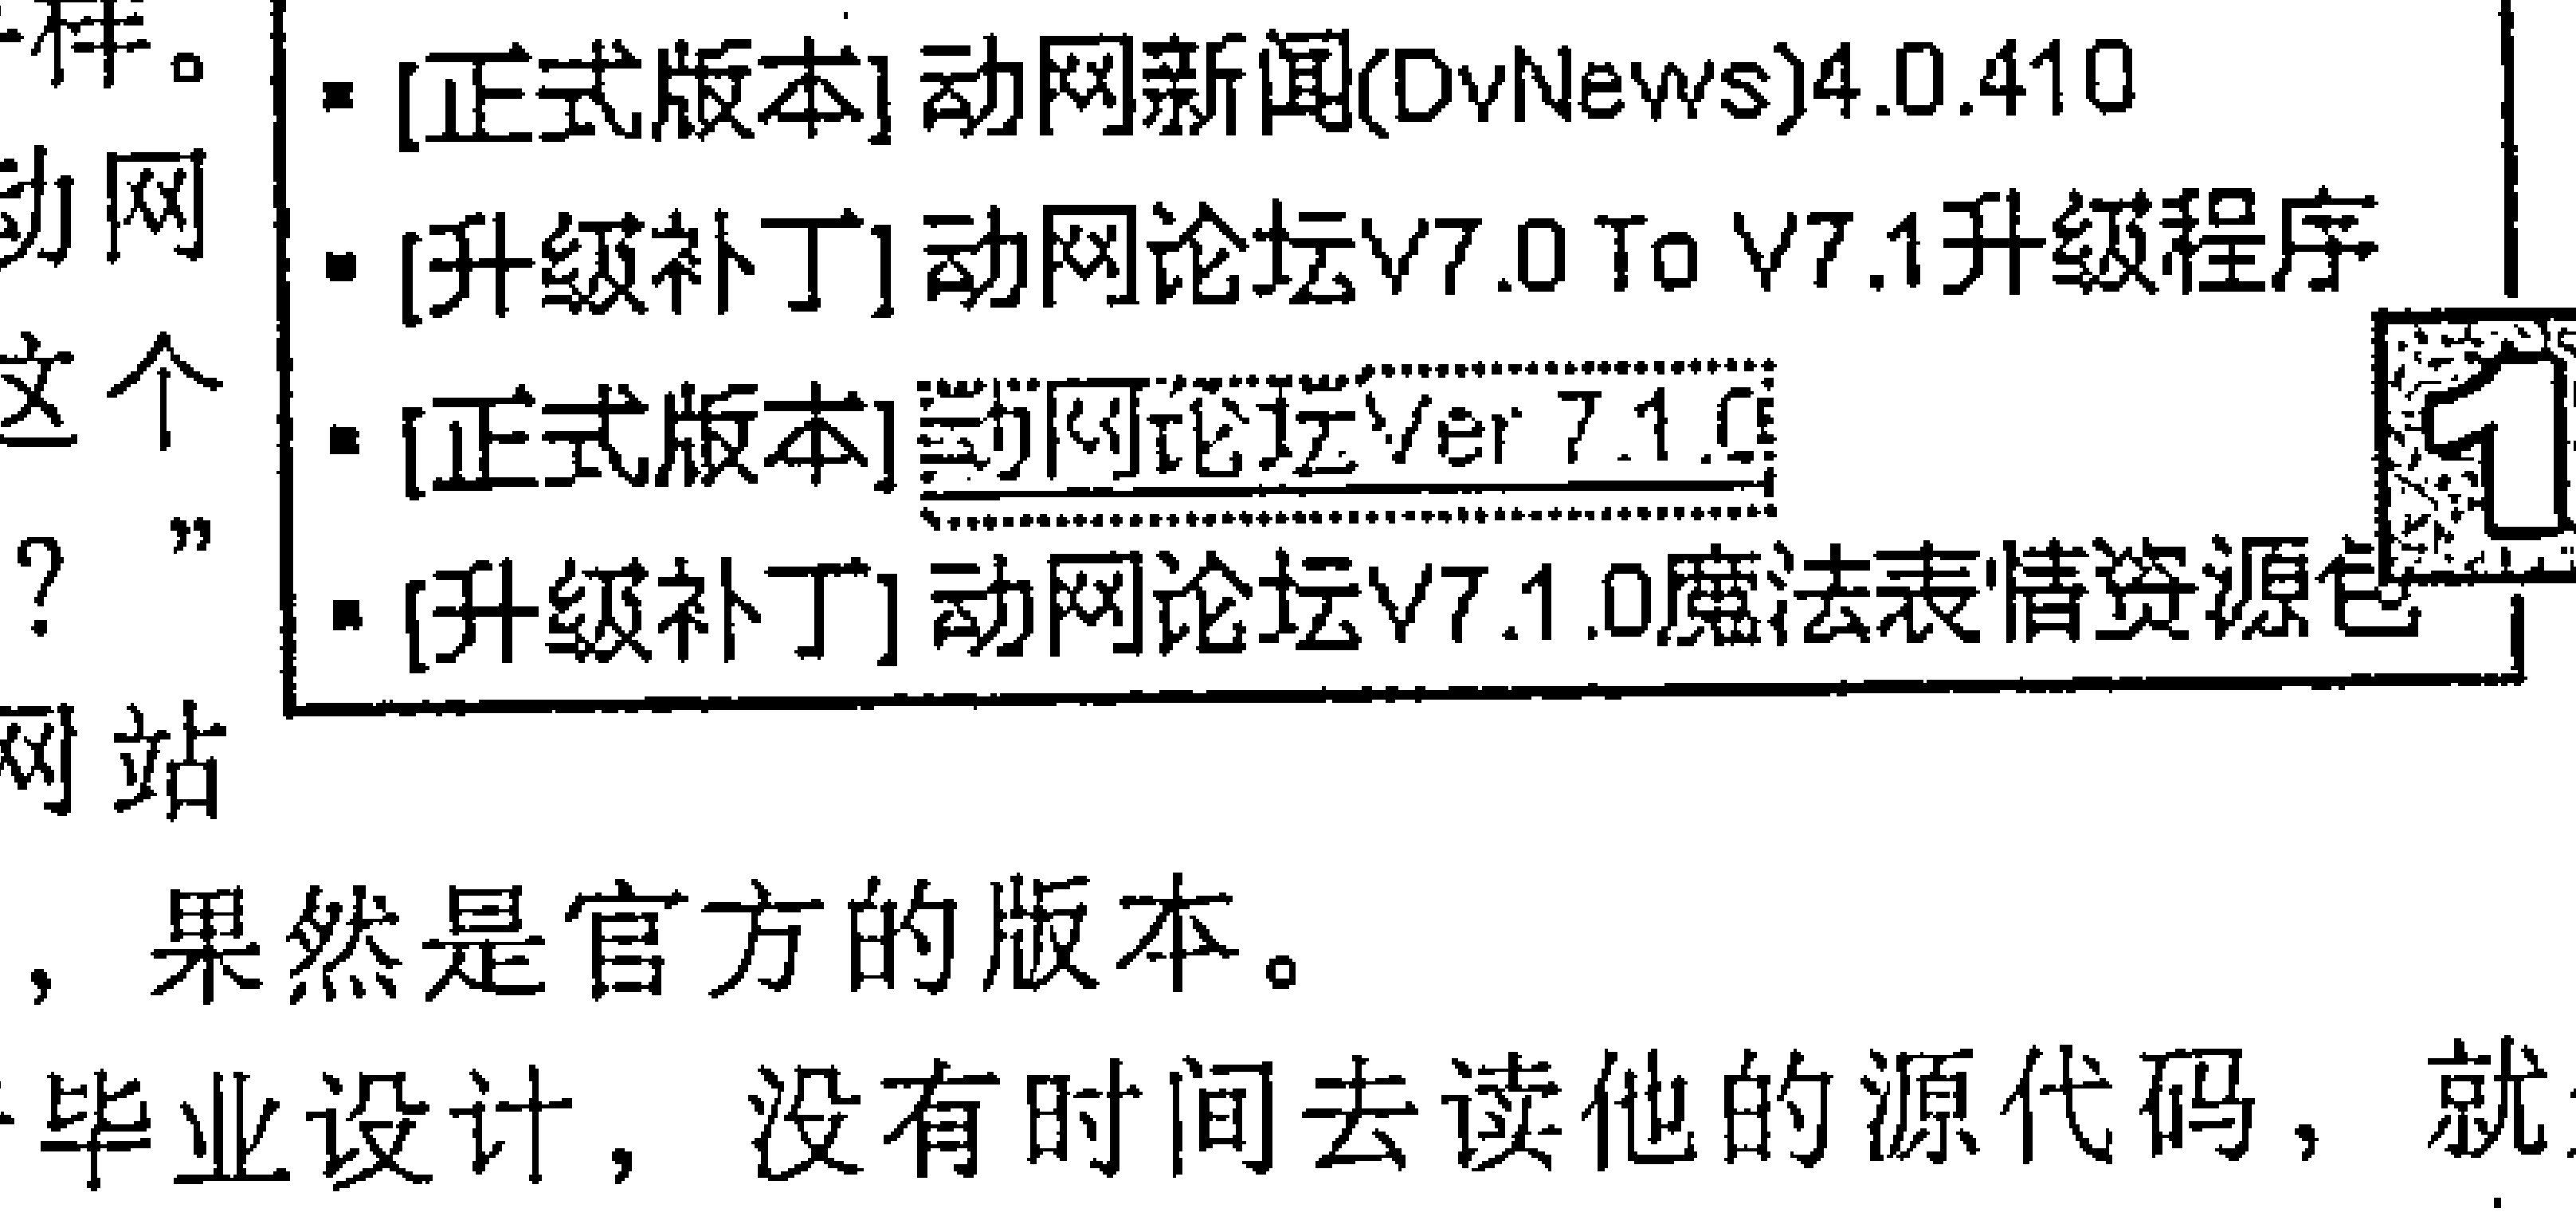 样。
▪ [正式版本] 动网新闻(DvNews)4.0.410
动网
▪ [升级补丁] 动网论坛V7.0 To V7.1升级程序
这个
▪ [正式版本] 动网论坛Ver 7.1.0
1
？”
▪ [升级补丁] 动网论坛V7.1.0魔法表情资源包
网站
，果然是官方的版本。
毕业设计，没有时间去读他的源代码，就